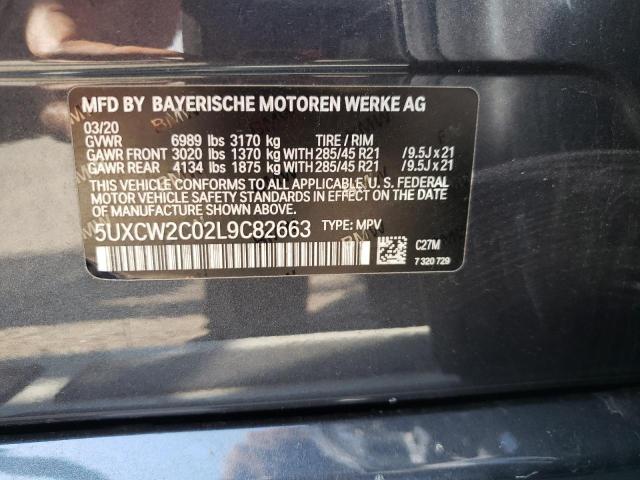 MFD BY BAYERISCHE MOTOREN WERKE AG
03/20
GVWR 6989 lbs 3170 kg TIRE / RIM
GAWR FRONT 3020 lbs 1370 kg WITH 285/45 R21 /9.5J x 21
GAWR REAR 4134 lbs 1875 kg WITH 285/45 R21 /9.5J x 21
THIS VEHICLE CONFORMS TO ALL APPLICABLE U. S. FEDERAL
MOTOR VEHICLE SAFETY STANDARDS IN EFFECT ON THE DATE
OF MANUFACTURE SHOWN ABOVE.
5UXCW2C02L9C82663 TYPE: MPV
C27M
7 320 729